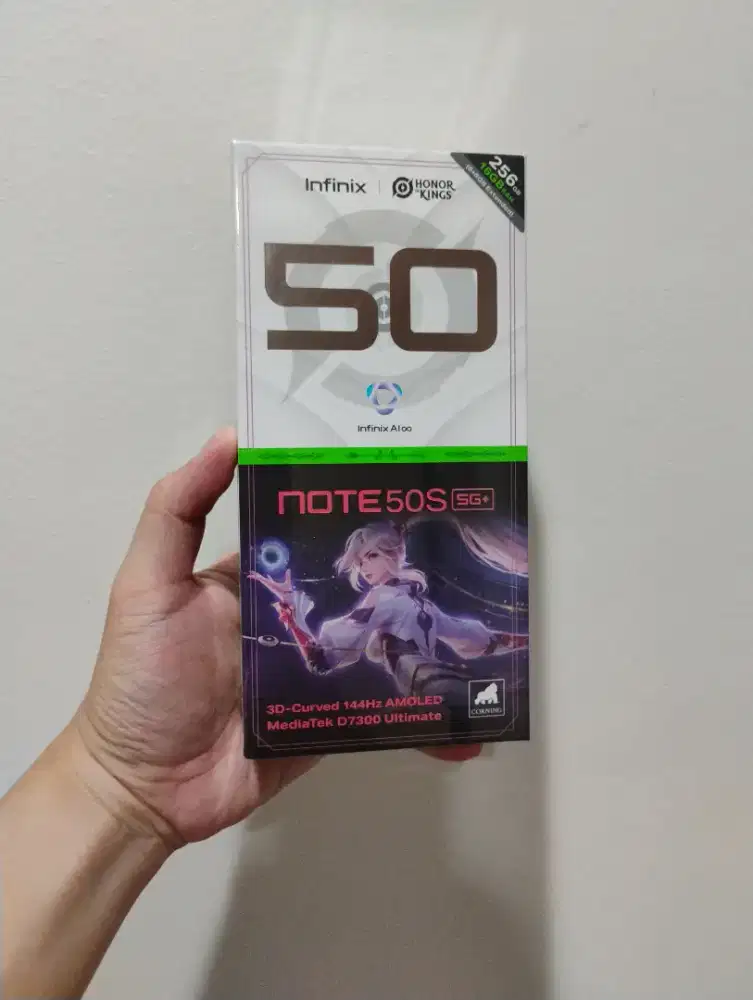 Infinix | HONOR OF KINGS
256GB
16GB RAM
50
Infinix AI∞
NOTE 50S 5G+
3D-Curved 144Hz AMOLED
MediaTek D7300 Ultimate
CORNING